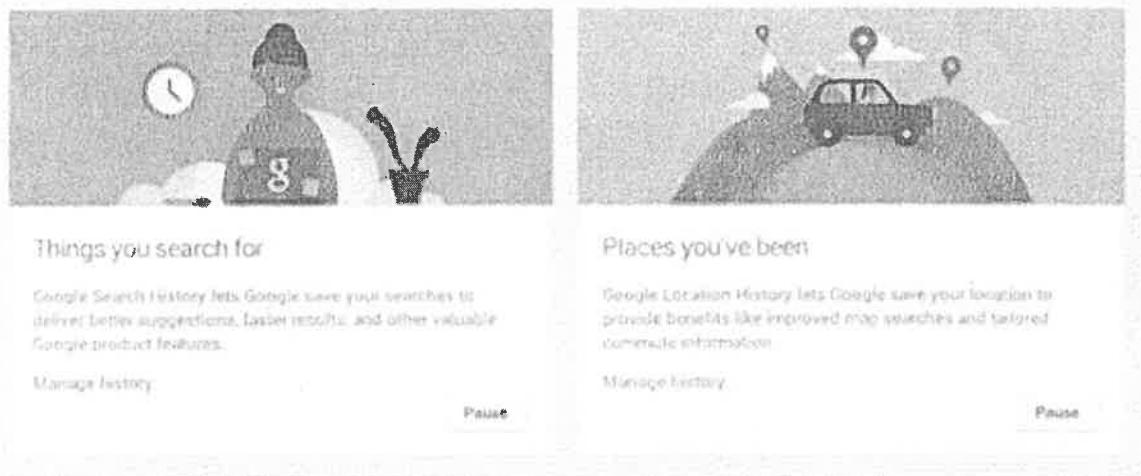 g
Things you search for
Google Search History lets Google save your searches to
deliver better suggestions, faster results, and other valuable
Google product features.
Manage history
Pause
Places you've been
Google Location History lets Google save your location to
provide benefits like improved map searches and tailored
commute information
Manage history
Pause